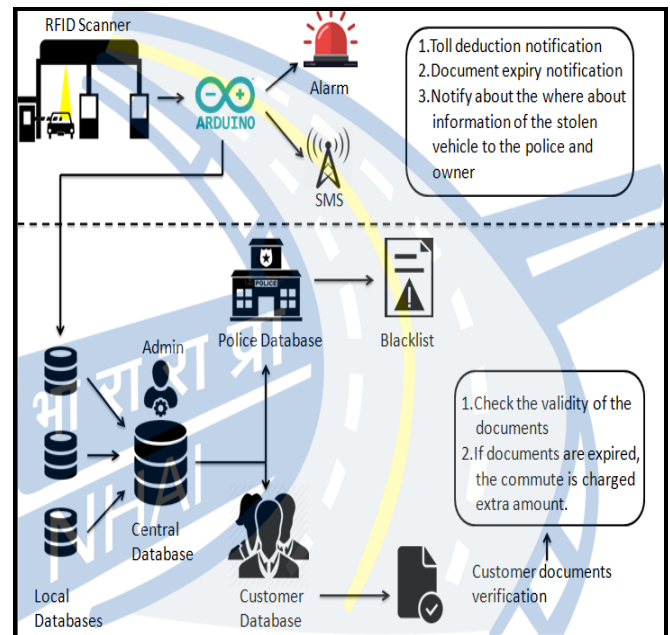 RFID Scanner
ARDUINO
Alarm
SMS
1.Toll deduction notification
2.Document expiry notification
3.Notify about the where about
information of the stolen
vehicle to the police and
owner
POLICE
Police Database
Blacklist
Admin
भा रा रा प्रा
NHAI
Central
Database
Local
Databases
Customer
Database
1.Check the validity of the
documents
2.If documents are expired,
the commute is charged
extra amount.
Customer documents
verification